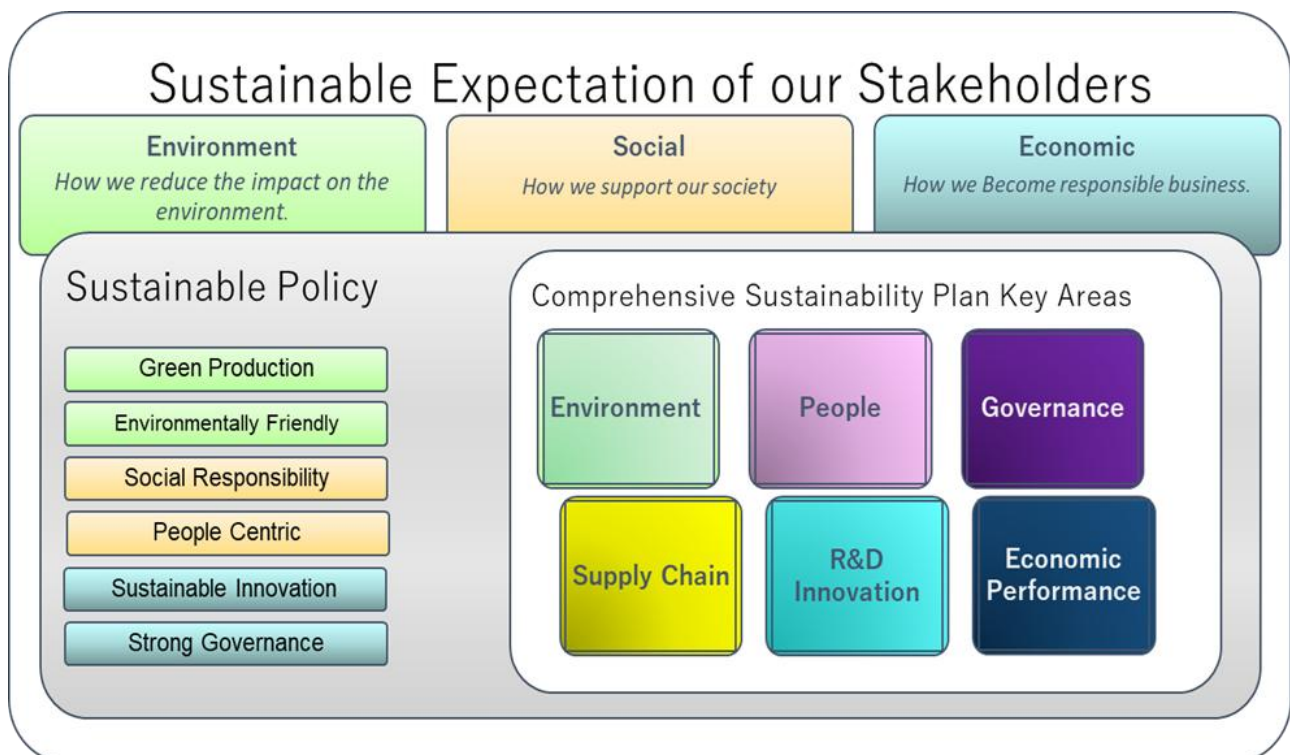 Sustainable Expectation of our Stakeholders
Environment
How we reduce the impact on the
environment.
Social
How we support our society
Economic
How we Become responsible business.
Sustainable Policy
Green Production
Environmentally Friendly
Social Responsibility
People Centric
Sustainable Innovation
Strong Governance
Comprehensive Sustainability Plan Key Areas
Environment
People
Governance
Supply Chain
R&D
Innovation
Economic
Performance